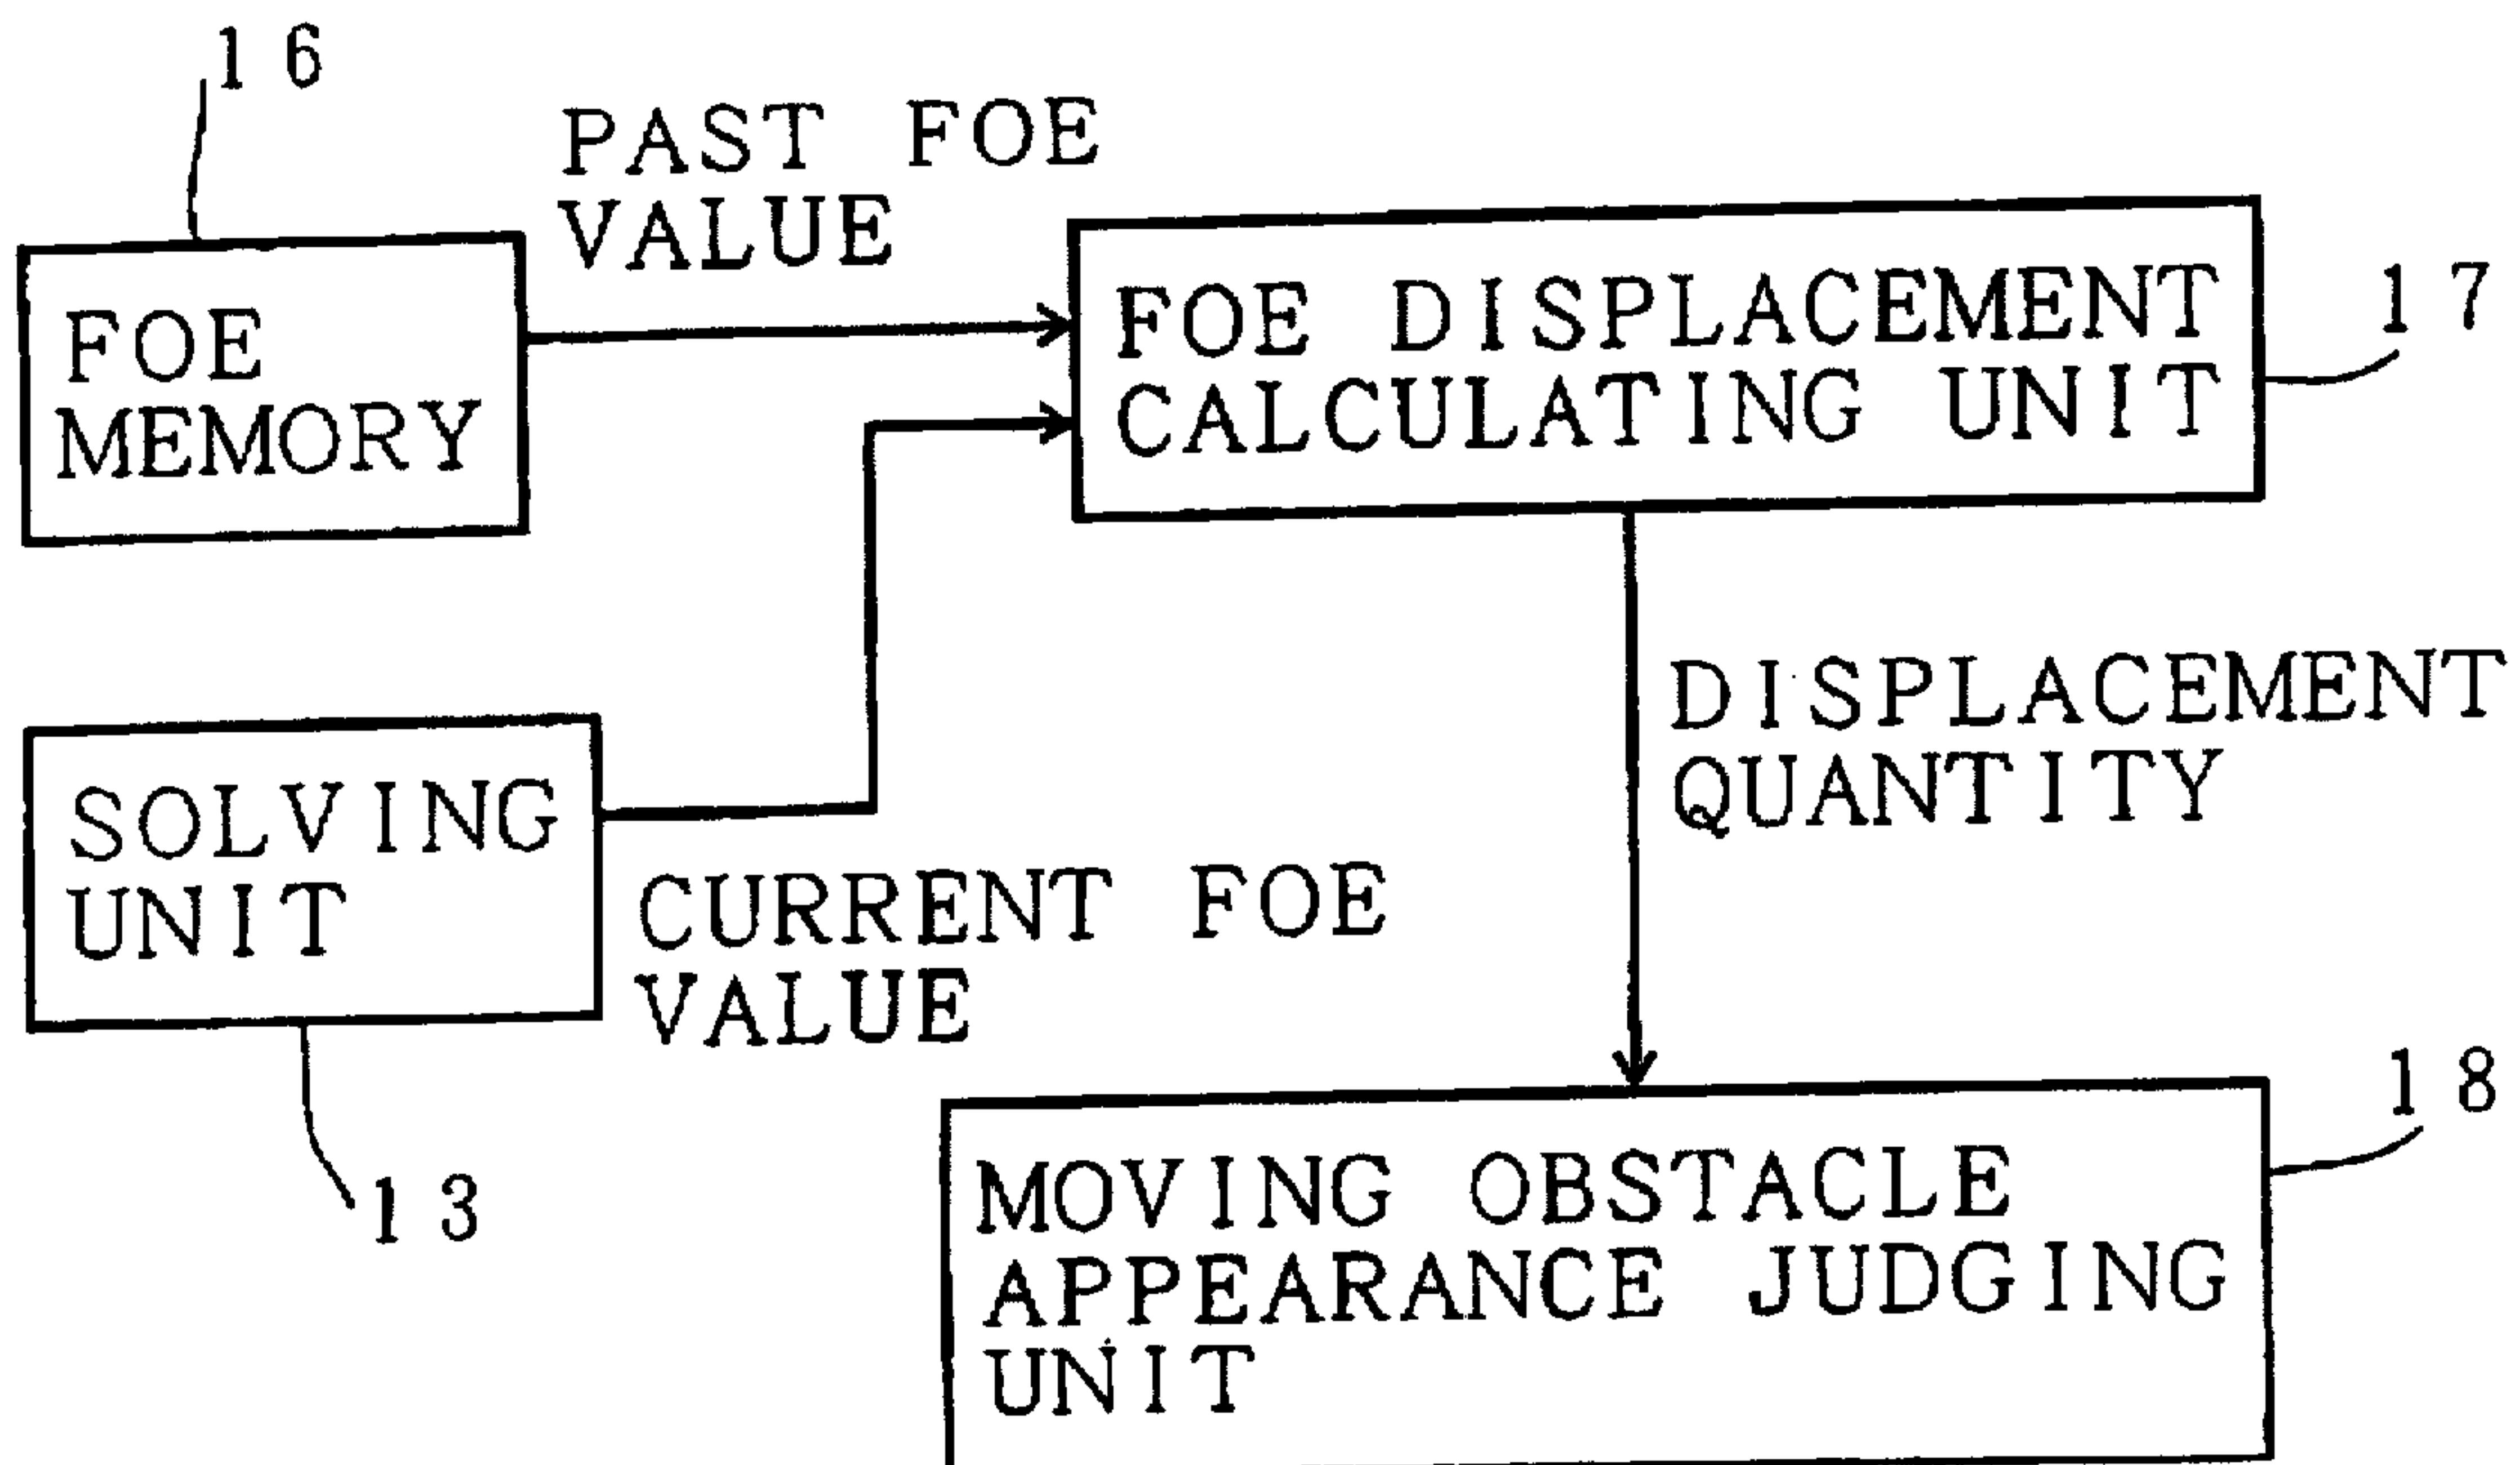 16
PAST FOE
VALUE
FOE
MEMORY
FOE DISPLACEMENT
CALCULATING UNIT
17
DISPLACEMENT
QUANTITY
SOLVING
UNIT
CURRENT FOE
VALUE
13
18
MOVING OBSTACLE
APPEARANCE JUDGING
UNIT